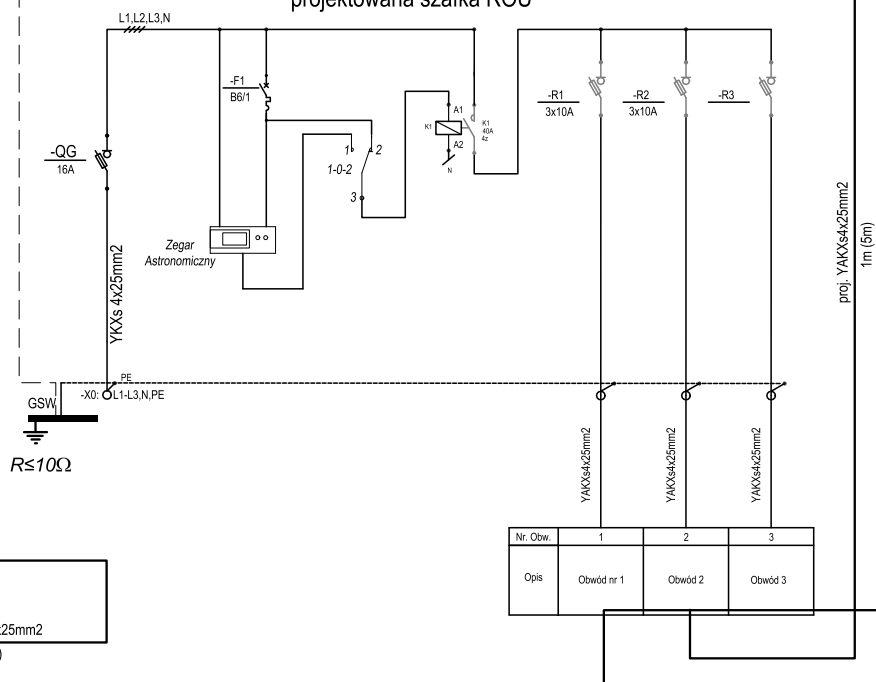 projektowana szafka ROU
L1,L2,L3,N
-F1
B6/1
-QG
16A
1
2
1-0-2
3
K1
A1
A2
N
K1
40A
4z
-R1
3x10A
-R2
3x10A
-R3
Zegar
Astronomiczny
YKXs 4x25mm2
proj. YAKXs4x25mm2
1m (5m)
PE
-X0:
L1-L3,N,PE
GSW
R≤10Ω
YAKXs4x25mm2
YAKXs4x25mm2
YAKXs4x25mm2
Nr. Obw.
1
2
3
Opis
Obwód nr 1
Obwód 2
Obwód 3
x25mm2
)